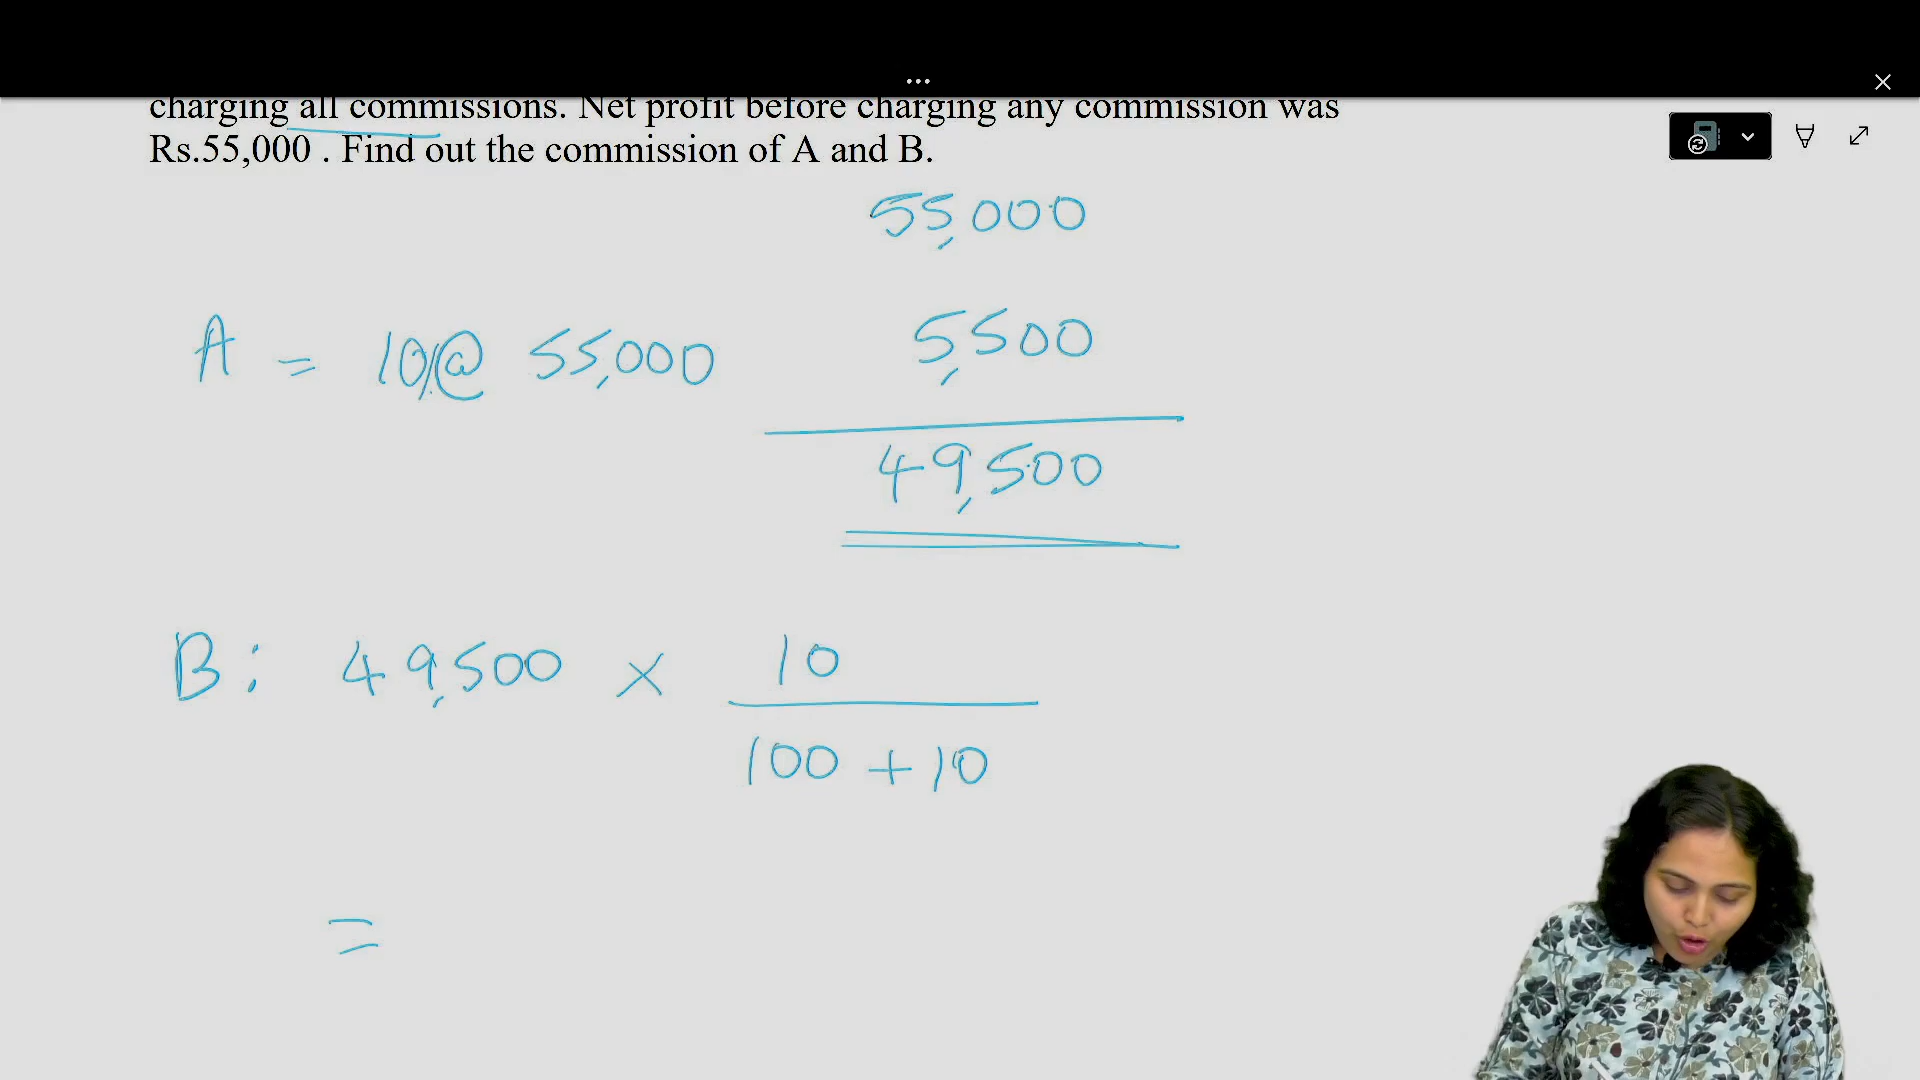 charging all commissions. Net profit before charging any commission was
Rs.55,000 . Find out the commission of A and B.
55,000
A = 10% @ 55,000 5,500
49,500
B : 49,500 × 10
100 + 10
=